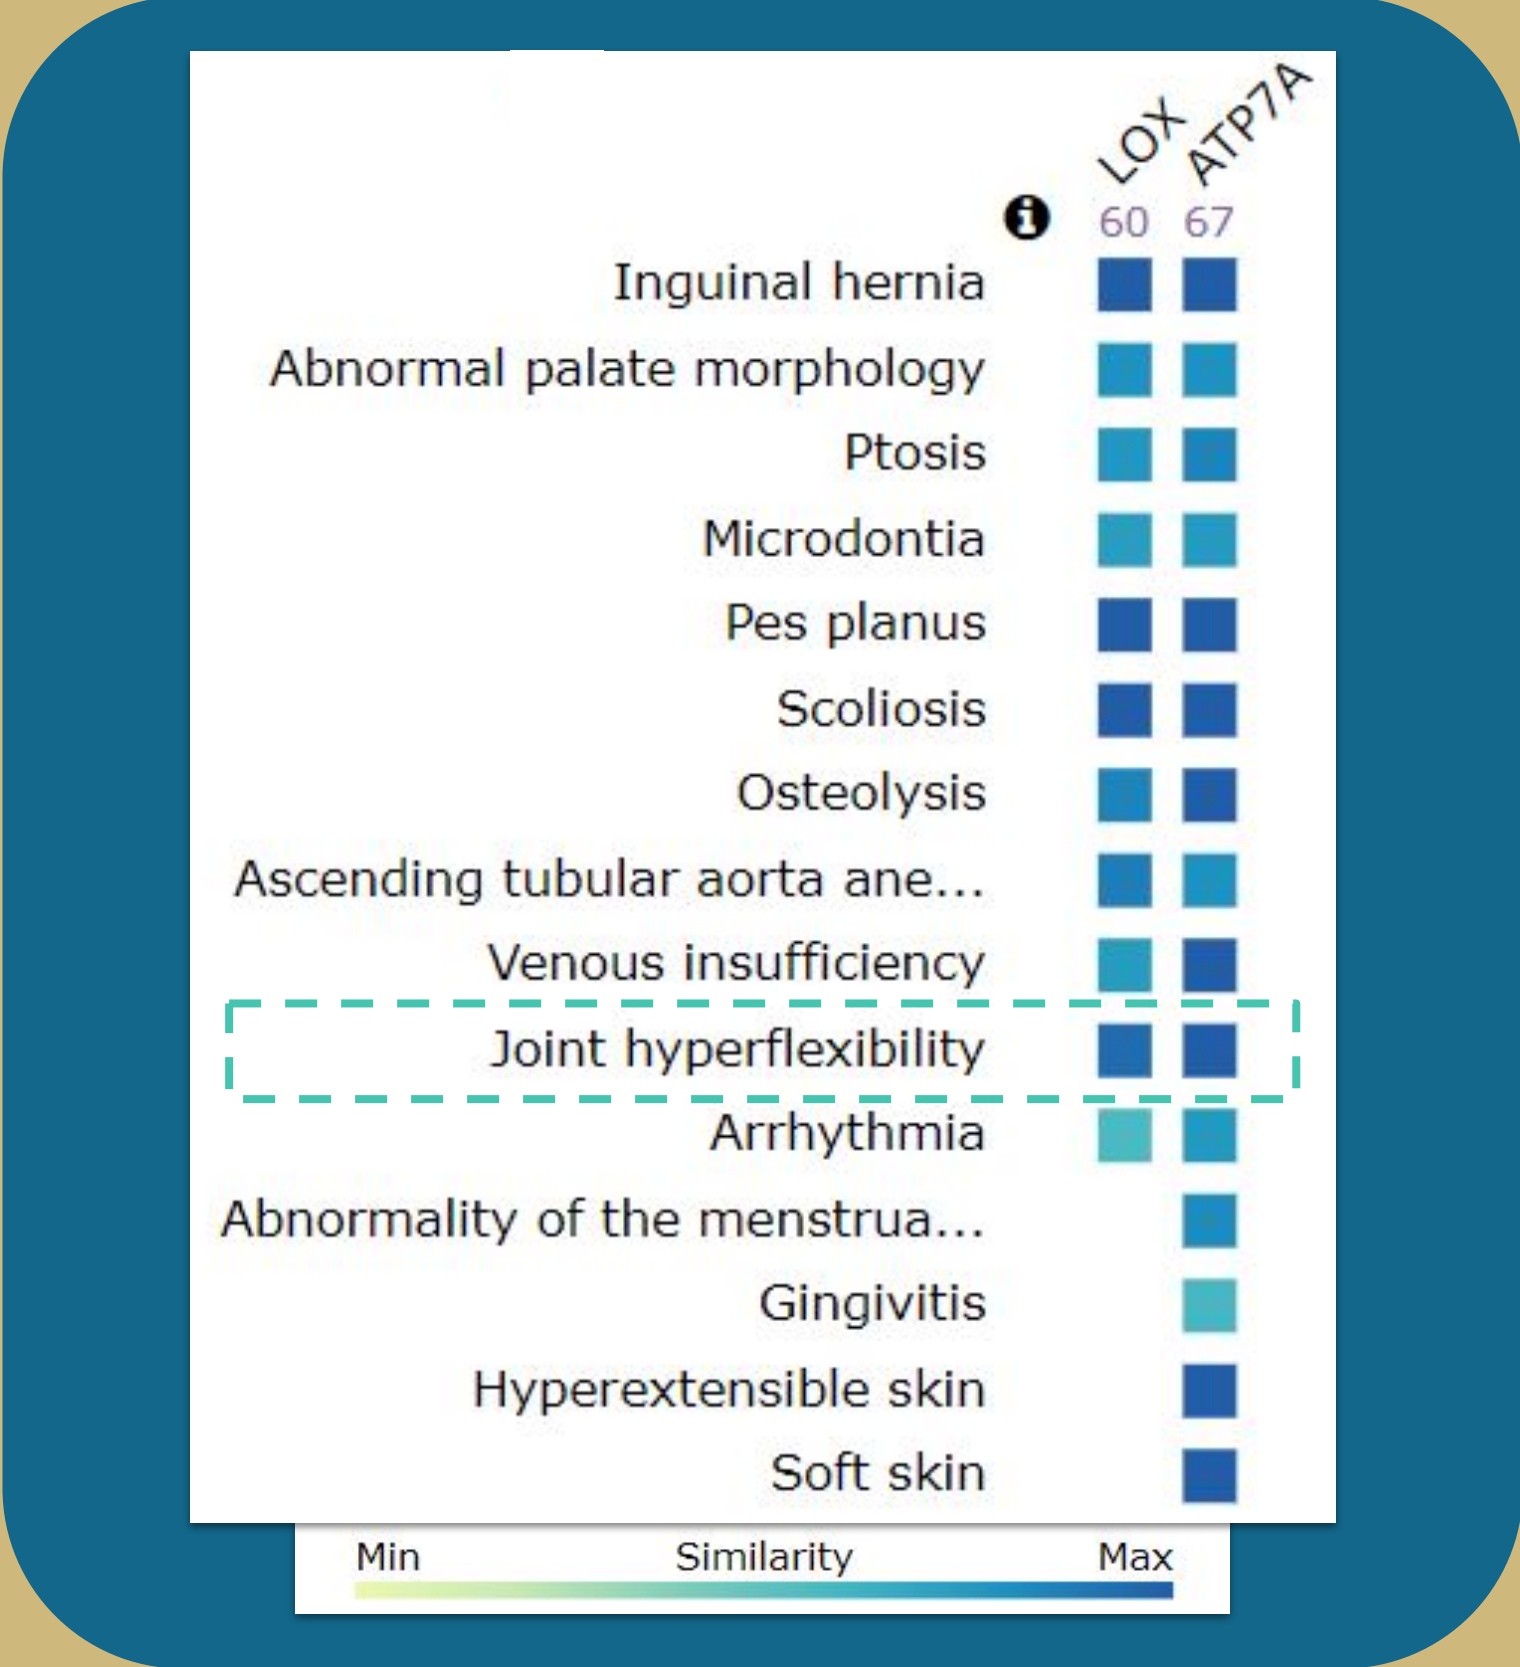 LOX ATP7A
60 67
Inguinal hernia
Abnormal palate morphology
Ptosis
Microdontia
Pes planus
Scoliosis
Osteolysis
Ascending tubular aorta ane...
Venous insufficiency
Joint hyperflexibility
Arrhythmia
Abnormality of the menstrua...
Gingivitis
Hyperextensible skin
Soft skin
Min Similarity Max